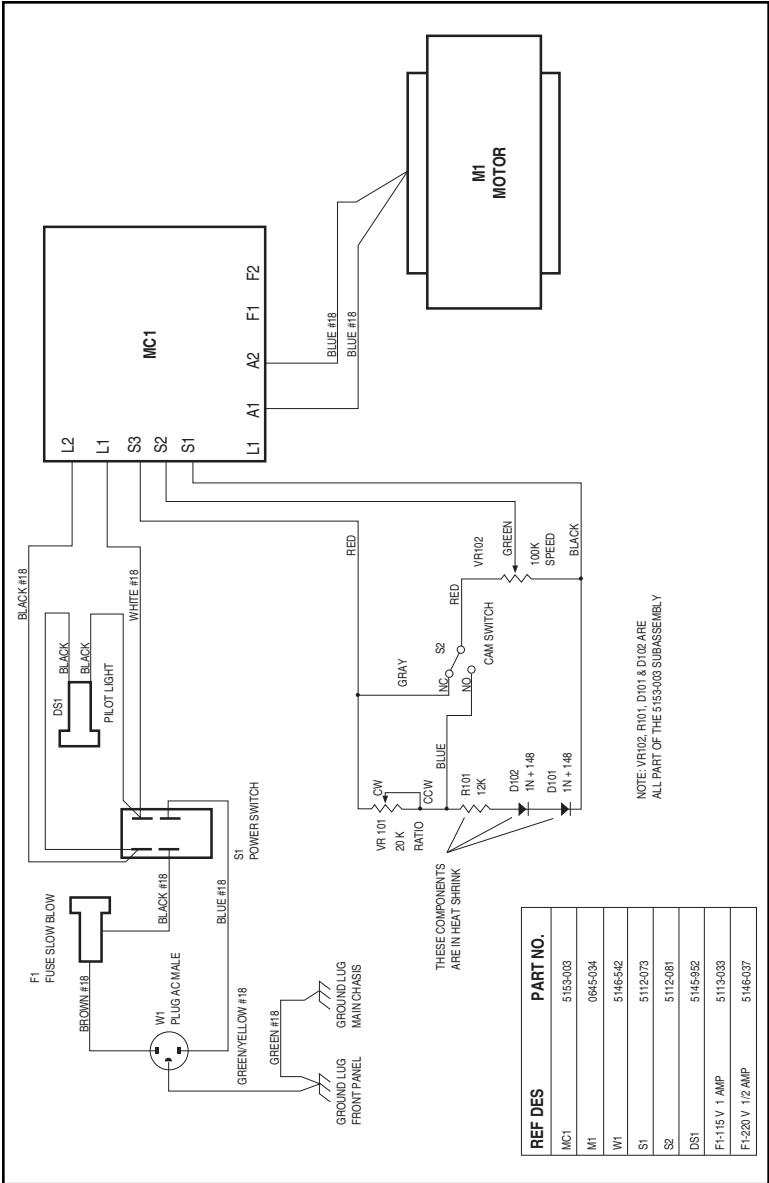 F1
FUSE SLOW BLOW
BROWN #18
W1
PLUG AC MALE
BLACK #18
BLUE #18
S1
POWER SWITCH
GREEN/YELLOW #18
GREEN #18
GROUND LUG
MAIN CHASIS
GROUND LUG
FRONT PANEL
BLACK #18
DS1
BLACK
BLACK
PILOT LIGHT
WHITE #18
MC1
L2
L1
S3
S2
S1
L1
A1
A2
F1
F2
BLUE #18
BLUE #18
M1
MOTOR
RED
GRAY
NC
NO
S2
CAM SWITCH
RED
VR102
GREEN
100K
SPEED
BLACK
BLUE
CW
VR 101
20 K
RATIO
CCW
R101
12K
D102
1N + 148
D101
1N + 148
THESE COMPONENTS
ARE IN HEAT SHRINK
NOTE: VR102, R101, D101 & D102 ARE
ALL PART OF THE 5153-003 SUBASSEMBLY
REF DES PART NO.
MC1 5153-003
M1 0645-034
W1 5146-542
S1 5112-073
S2 5112-081
DS1 5145-952
F1-115 V 1 AMP 5113-033
F1-220 V 1/2 AMP 5146-037